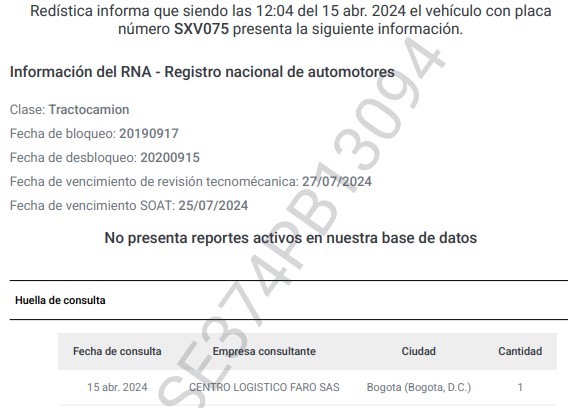 Redística informa que siendo las 12:04 del 15 abr. 2024 el vehículo con placa
número SXV075 presenta la siguiente información.
Información del RNA - Registro nacional de automotores
Clase: Tractocamion
Fecha de bloqueo: 20190917
Fecha de desbloqueo: 20200915
Fecha de vencimiento de revisión tecnomécanica: 27/07/2024
Fecha de vencimiento SOAT: 25/07/2024
No presenta reportes activos en nuestra base de datos
Huella de consulta
Fecha de consulta Empresa consultante Ciudad Cantidad
15 abr. 2024 CENTRO LOGISTICO FARO SAS Bogota (Bogota, D.C.) 1
SE374PB13094